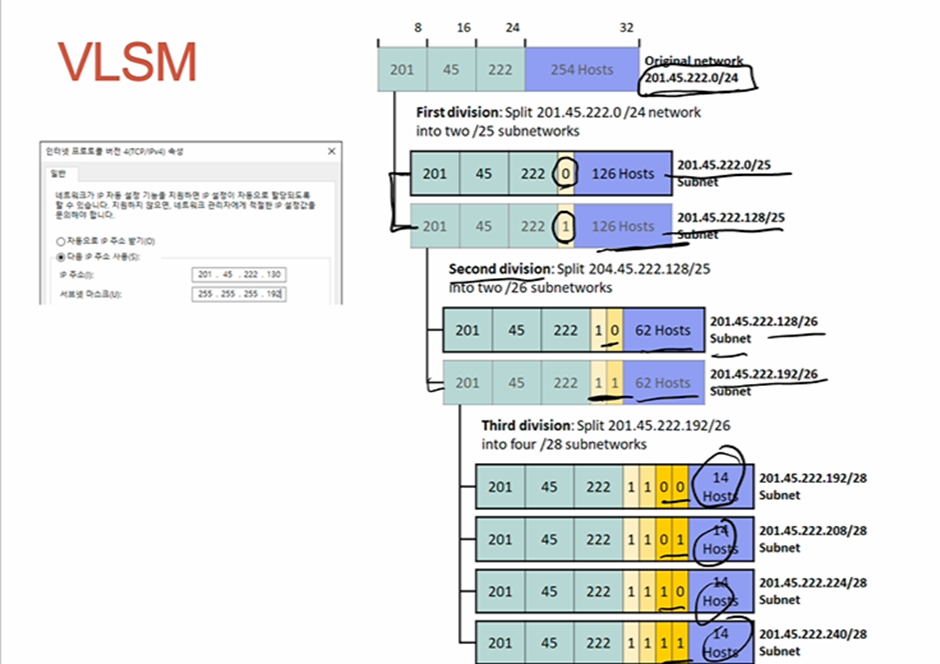 VLSM
8 16 24 32
201 45 222 254 Hosts
Original network
201.45.222.0/24
First division: Split 201.45.222.0 /24 network
into two /25 subnetworks
201 45 222 0 126 Hosts
201.45.222.0/25
Subnet
201 45 222 1 126 Hosts
201.45.222.128/25
Subnet
Second division: Split 204.45.222.128/25
into two /26 subnetworks
201 45 222 1 0 62 Hosts
201.45.222.128/26
Subnet
201 45 222 1 1 62 Hosts
201.45.222.192/26
Subnet
Third division: Split 201.45.222.192/26
into four /28 subnetworks
201 45 222 1 1 0 0 14
Hosts
201.45.222.192/28
Subnet
201 45 222 1 1 0 1 14
Hosts
201.45.222.208/28
Subnet
201 45 222 1 1 1 0 14
Hosts
201.45.222.224/28
Subnet
201 45 222 1 1 1 1 14
Hosts
201.45.222.240/28
Subnet
인터넷 프로토콜 버전 4(TCP/IPv4) 속성
일반
네트워크가 IP 자동 설정 기능을 지원하면 IP 설정이 자동으로 할당되도록
할 수 있습니다. 지원하지 않으면, 네트워크 관리자에게 적절한 IP 설정값을
문의해야 합니다.
자동으로 IP 주소 받기(O)
다음 IP 주소 사용(S):
IP 주소(I): 201 . 45 . 222 . 130
서브넷 마스크(U): 255 . 255 . 255 . 192